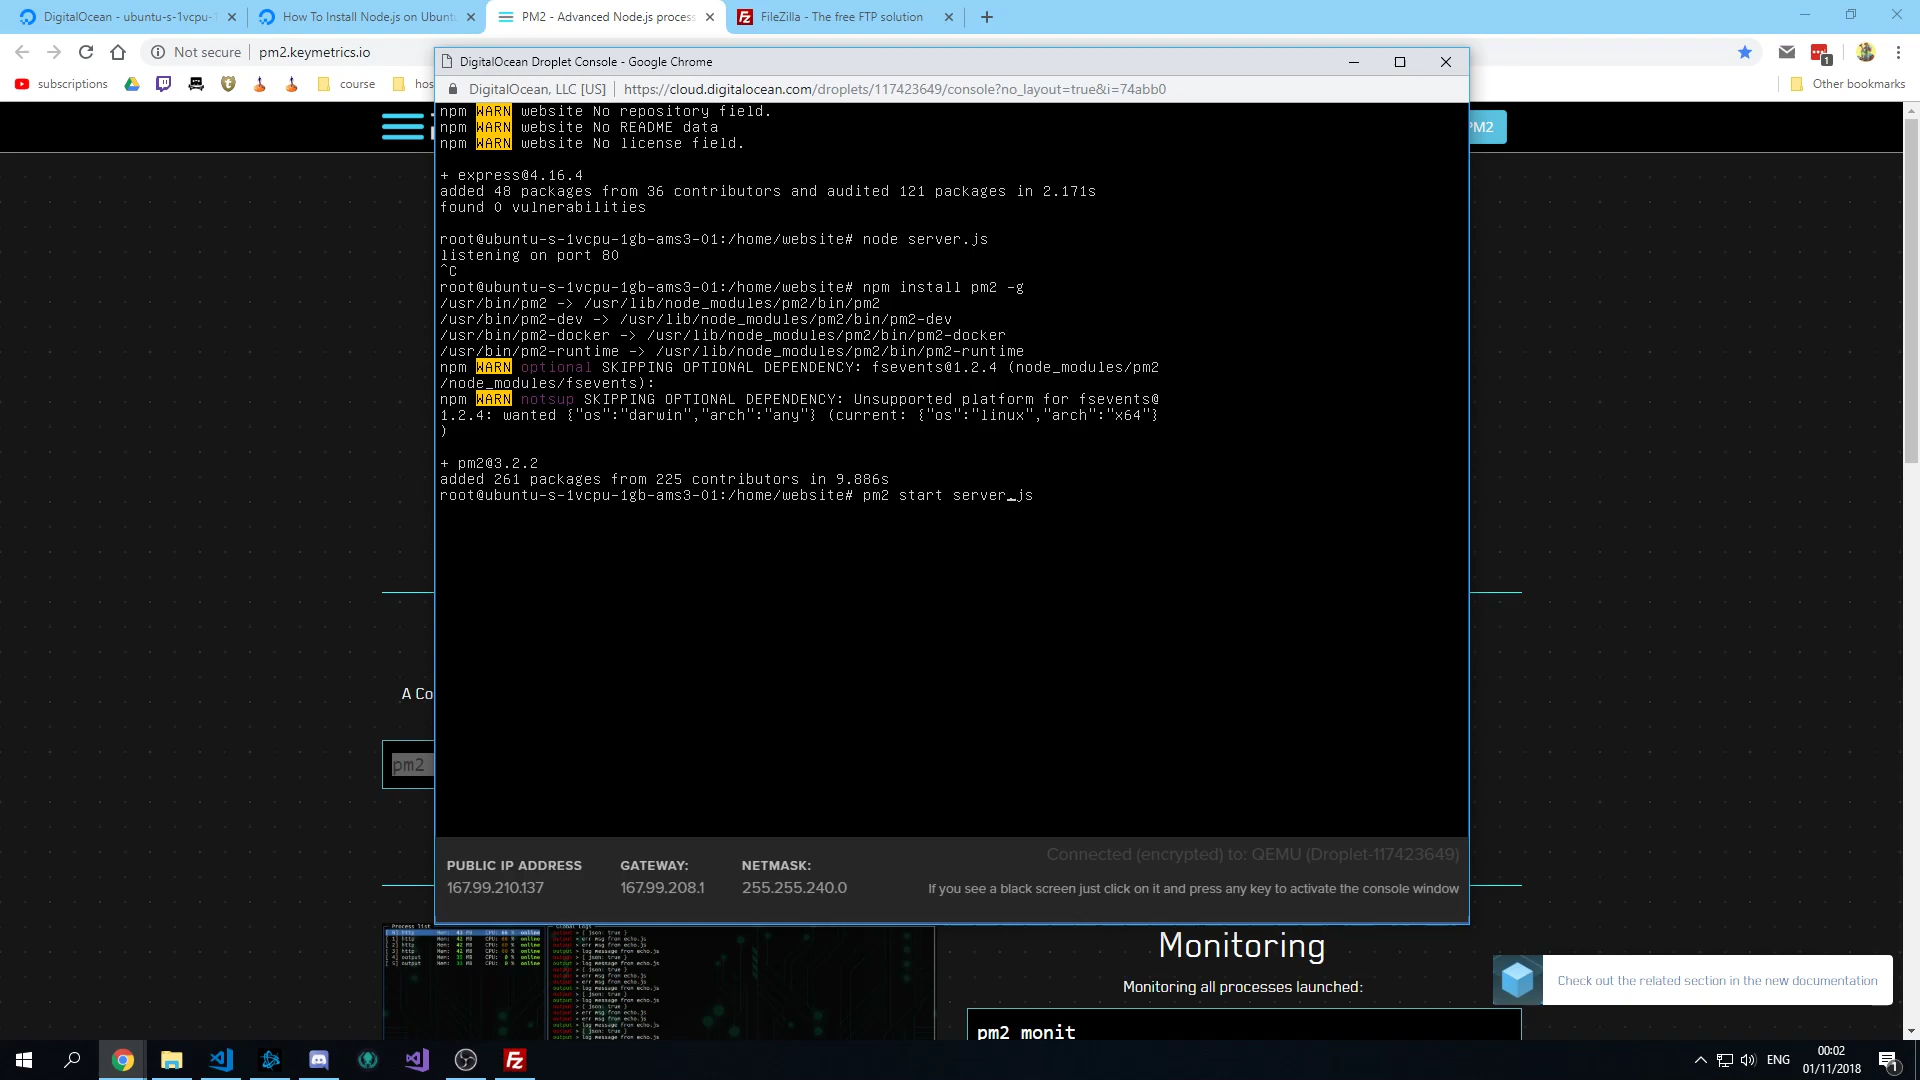 DigitalOcean - ubuntu-s-1vcpu-1
How To Install Node.js on Ubuntu
PM2 - Advanced Node.js process
FileZilla - The free FTP solution
Not secure
pm2.keymetrics.io
subscriptions
course
hos
Other bookmarks
1
DigitalOcean Droplet Console - Google Chrome
DigitalOcean, LLC [US]
https://cloud.digitalocean.com/droplets/117423649/console?no_layout=true&i=74abb0
PM2
npm WARN website No repository field.
npm WARN website No README data
npm WARN website No license field.
+ express@4.16.4
added 48 packages from 36 contributors and audited 121 packages in 2.171s
found 0 vulnerabilities
root@ubuntu-s-1vcpu-1gb-ams3-01:/home/website# node server.js
listening on port 80
^C
root@ubuntu-s-1vcpu-1gb-ams3-01:/home/website# npm install pm2 -g
/usr/bin/pm2 -> /usr/lib/node_modules/pm2/bin/pm2
/usr/bin/pm2-dev -> /usr/lib/node_modules/pm2/bin/pm2-dev
/usr/bin/pm2-docker -> /usr/lib/node_modules/pm2/bin/pm2-docker
/usr/bin/pm2-runtime -> /usr/lib/node_modules/pm2/bin/pm2-runtime
npm WARN optional SKIPPING OPTIONAL DEPENDENCY: fsevents@1.2.4 (node_modules/pm2
/node_modules/fsevents):
npm WARN notsup SKIPPING OPTIONAL DEPENDENCY: Unsupported platform for fsevents@
1.2.4: wanted {"os":"darwin","arch":"any"} (current: {"os":"linux","arch":"x64"}
)
+ pm2@3.2.2
added 261 packages from 225 contributors in 9.886s
root@ubuntu-s-1vcpu-1gb-ams3-01:/home/website# pm2 start server.js
A Co
pm2
PUBLIC IP ADDRESS
167.99.210.137
GATEWAY:
167.99.208.1
NETMASK:
255.255.240.0
Connected (encrypted) to: QEMU (Droplet-117423649)
If you see a black screen just click on it and press any key to activate the console window
Monitoring
Monitoring all processes launched:
pm2 monit
Check out the related section in the new documentation
ENG
00:02
01/11/2018
1